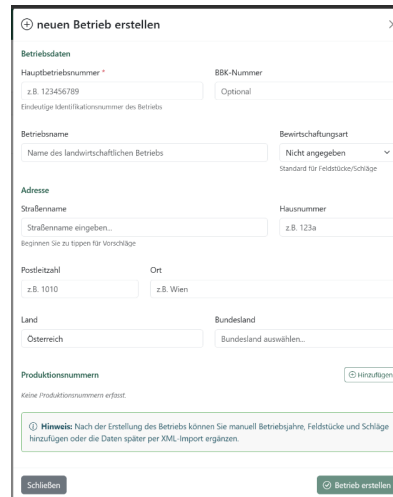 neuen Betrieb erstellen
Betriebsdaten
Hauptbetriebsnummer *
BBK-Nummer
z.B. 123456789
Optional
Eindeutige Identifikationsnummer des Betriebs
Betriebsname
Bewirtschaftungsart
Name des landwirtschaftlichen Betriebs
Nicht angegeben
Standard für Feldstücke/Schläge
Adresse
Straßenname
Hausnummer
Straßenname eingeben...
z.B. 123a
Beginnen Sie zu tippen für Vorschläge
Postleitzahl
Ort
z.B. 1010
z.B. Wien
Land
Bundesland
Österreich
Bundesland auswählen...
Produktionsnummern
Hinzufügen
Keine Produktionsnummern erfasst.
Hinweis: Nach der Erstellung des Betriebs können Sie manuell Betriebsjahre, Feldstücke und Schläge
hinzufügen oder die Daten später per XML-Import ergänzen.
Schließen
Betrieb erstellen